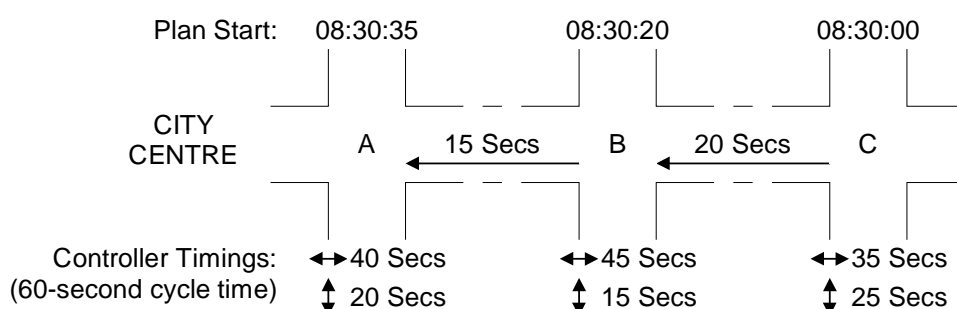 Plan Start: 08:30:35 08:30:20 08:30:00
CITY
CENTRE
A 15 Secs B 20 Secs C
Controller Timings: 40 Secs 45 Secs 35 Secs
(60-second cycle time) 20 Secs 15 Secs 25 Secs